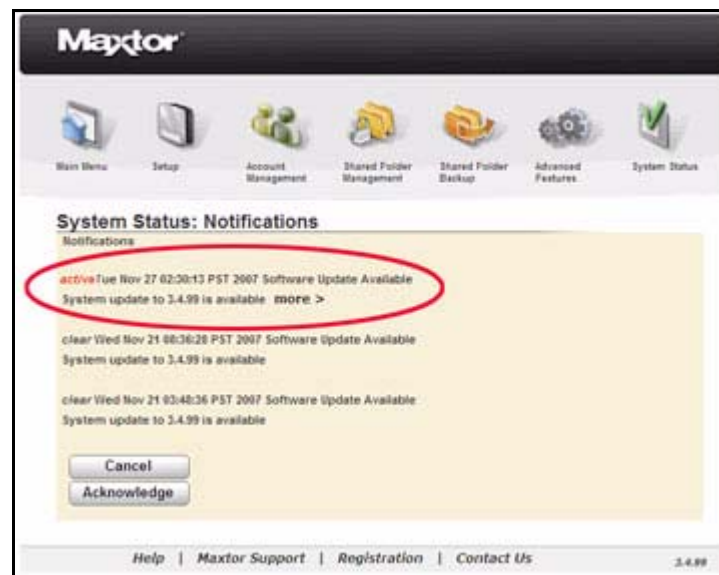 Maxtor
Main Menu
Setup
Account Management
Shared Folder Management
Shared Folder Backup
Advanced Features
System Status
System Status: Notifications
Notifications
active Tue Nov 27 02:30:13 PST 2007 Software Update Available
System update to 3.4.99 is available more >
clear Wed Nov 21 08:36:28 PST 2007 Software Update Available
System update to 3.4.99 is available
clear Wed Nov 21 03:48:36 PST 2007 Software Update Available
System update to 3.4.99 is available
Cancel
Acknowledge
Help | Maxtor Support | Registration | Contact Us
3.4.99